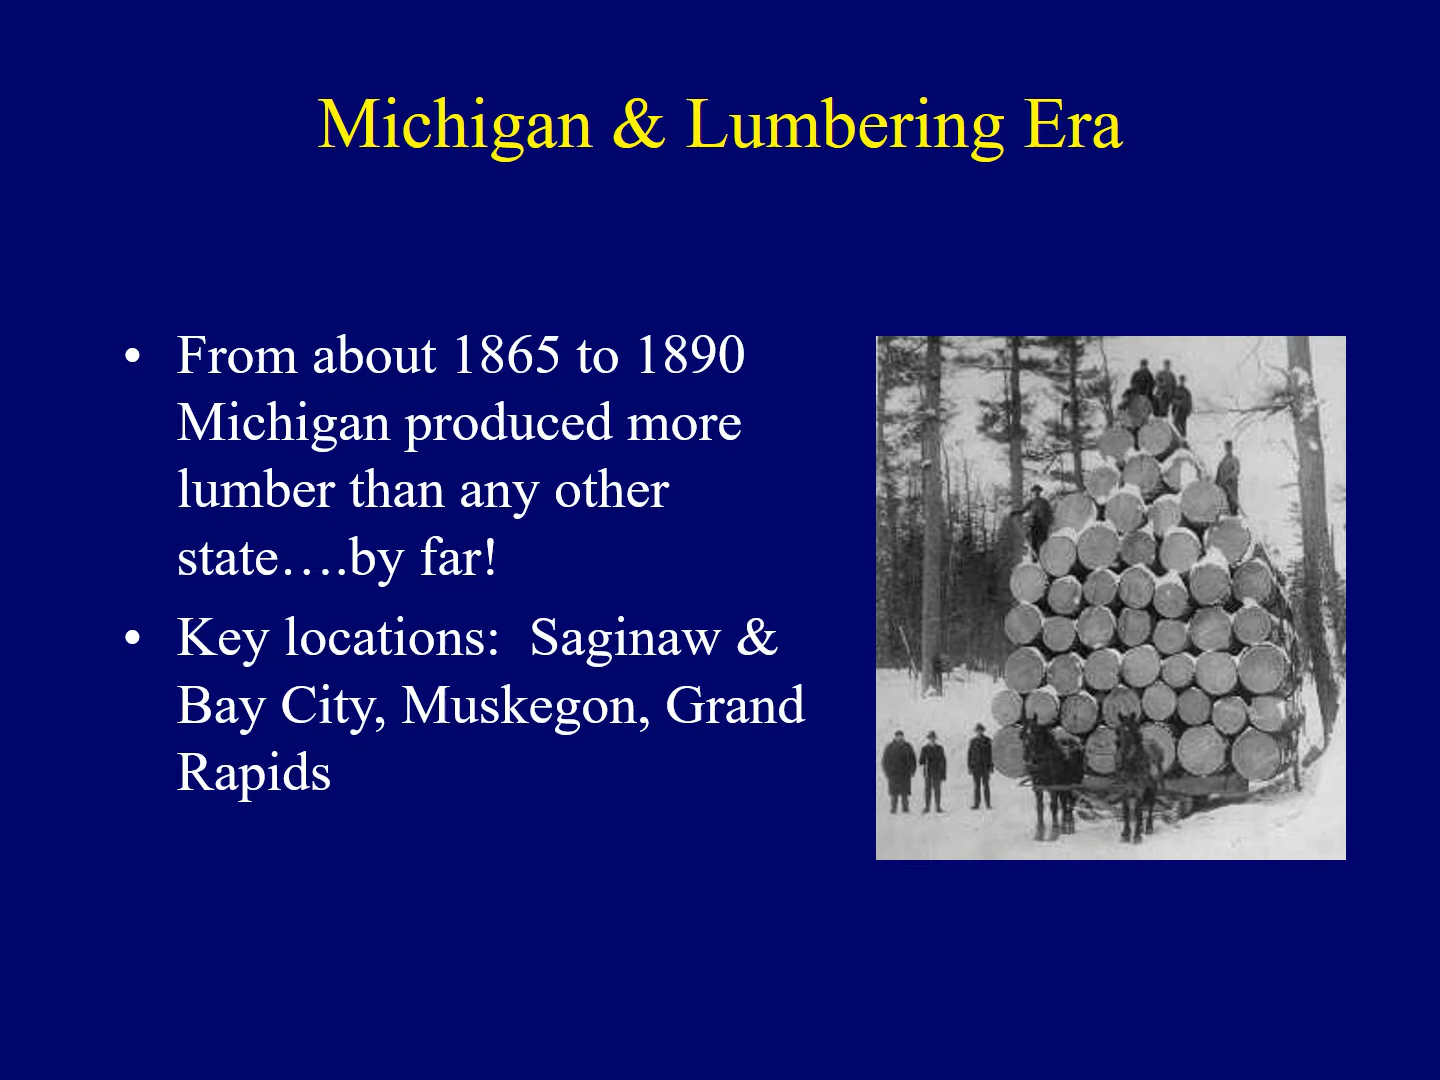 Michigan & Lumbering Era
• From about 1865 to 1890
Michigan produced more
lumber than any other
state….by far!
• Key locations:  Saginaw &
Bay City, Muskegon, Grand
Rapids